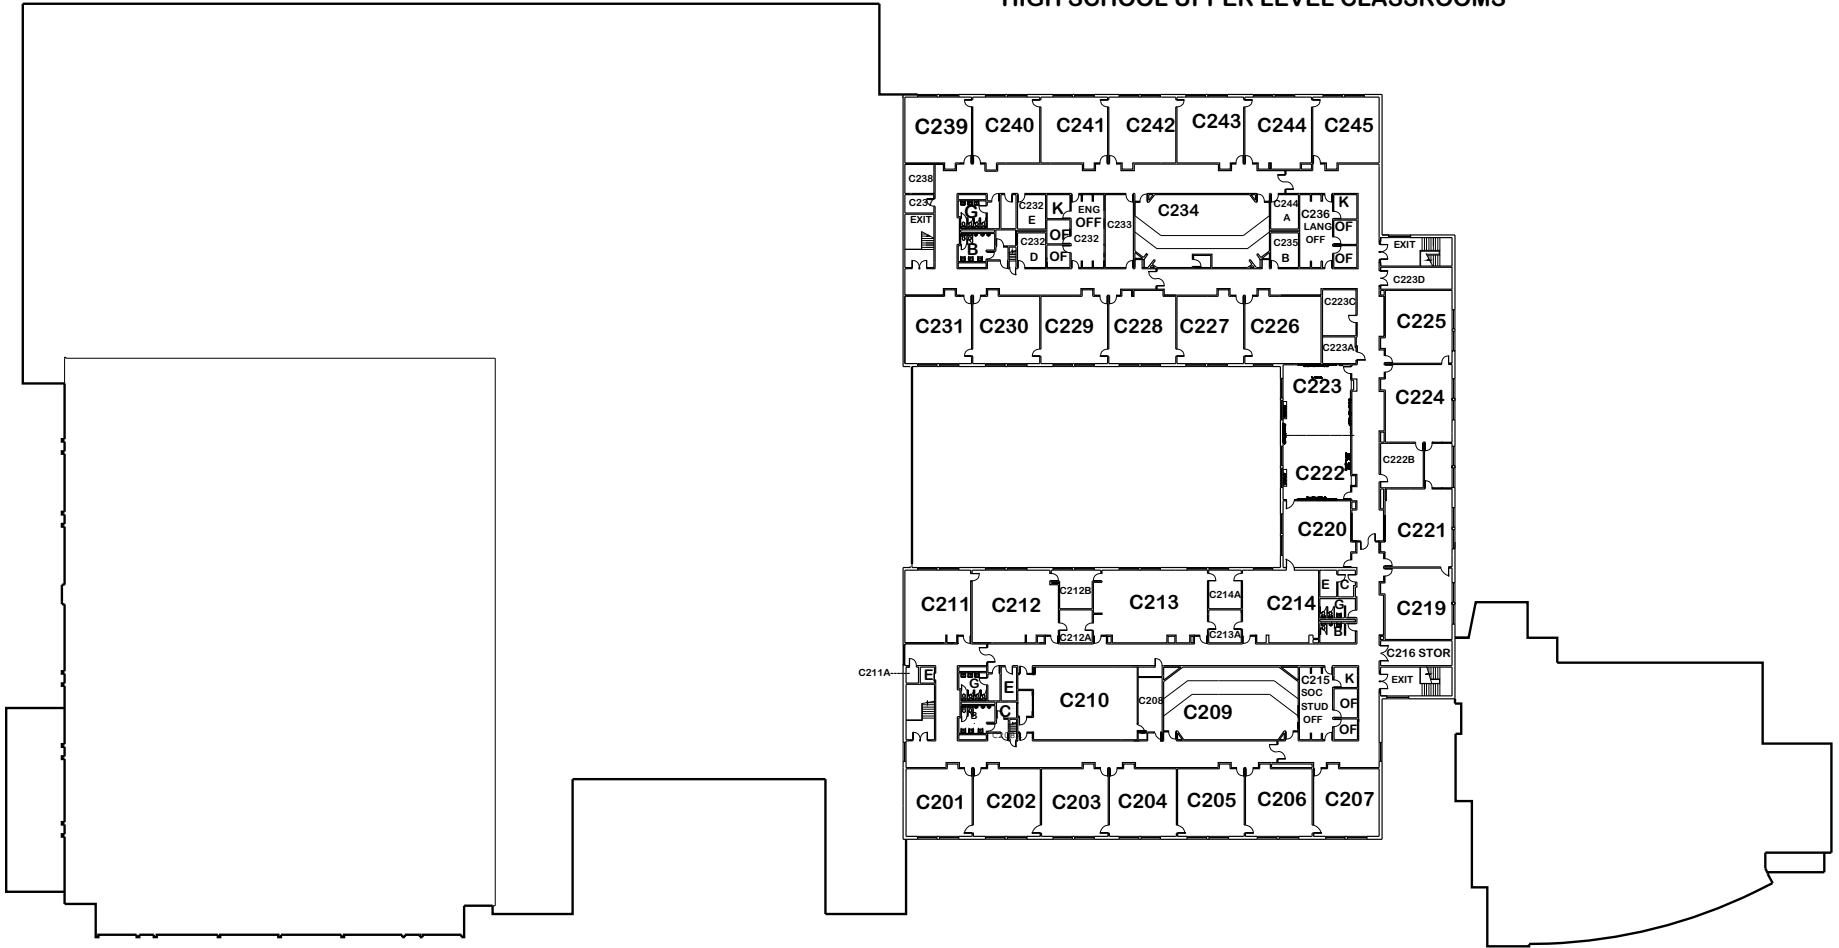 HIGH SCHOOL UPPER LEVEL CLASSROOMS
C239 C240 C241 C242 C243 C244 C245
C238
C237
EXIT
G
B
C232
E
C232
D
K
OF
OF
ENG
OFF
C232
C233
C234
C244
A
C235
B
C236
LANG
OFF
K
OF
OF
EXIT
C223D
C231 C230 C229 C228 C227 C226
C223C
C223A
C225
C223
C224
C222
C222B
C220
C221
C211 C212
C212B
C212A
C213
C214A
C213A
C214
E C
G
B
C219
C216 STOR
EXIT
C211A
E
G
B
E
C
C210
C208
C209
C215
SOC
STUD
OFF
K
OF
OF
C201 C202 C203 C204 C205 C206 C207